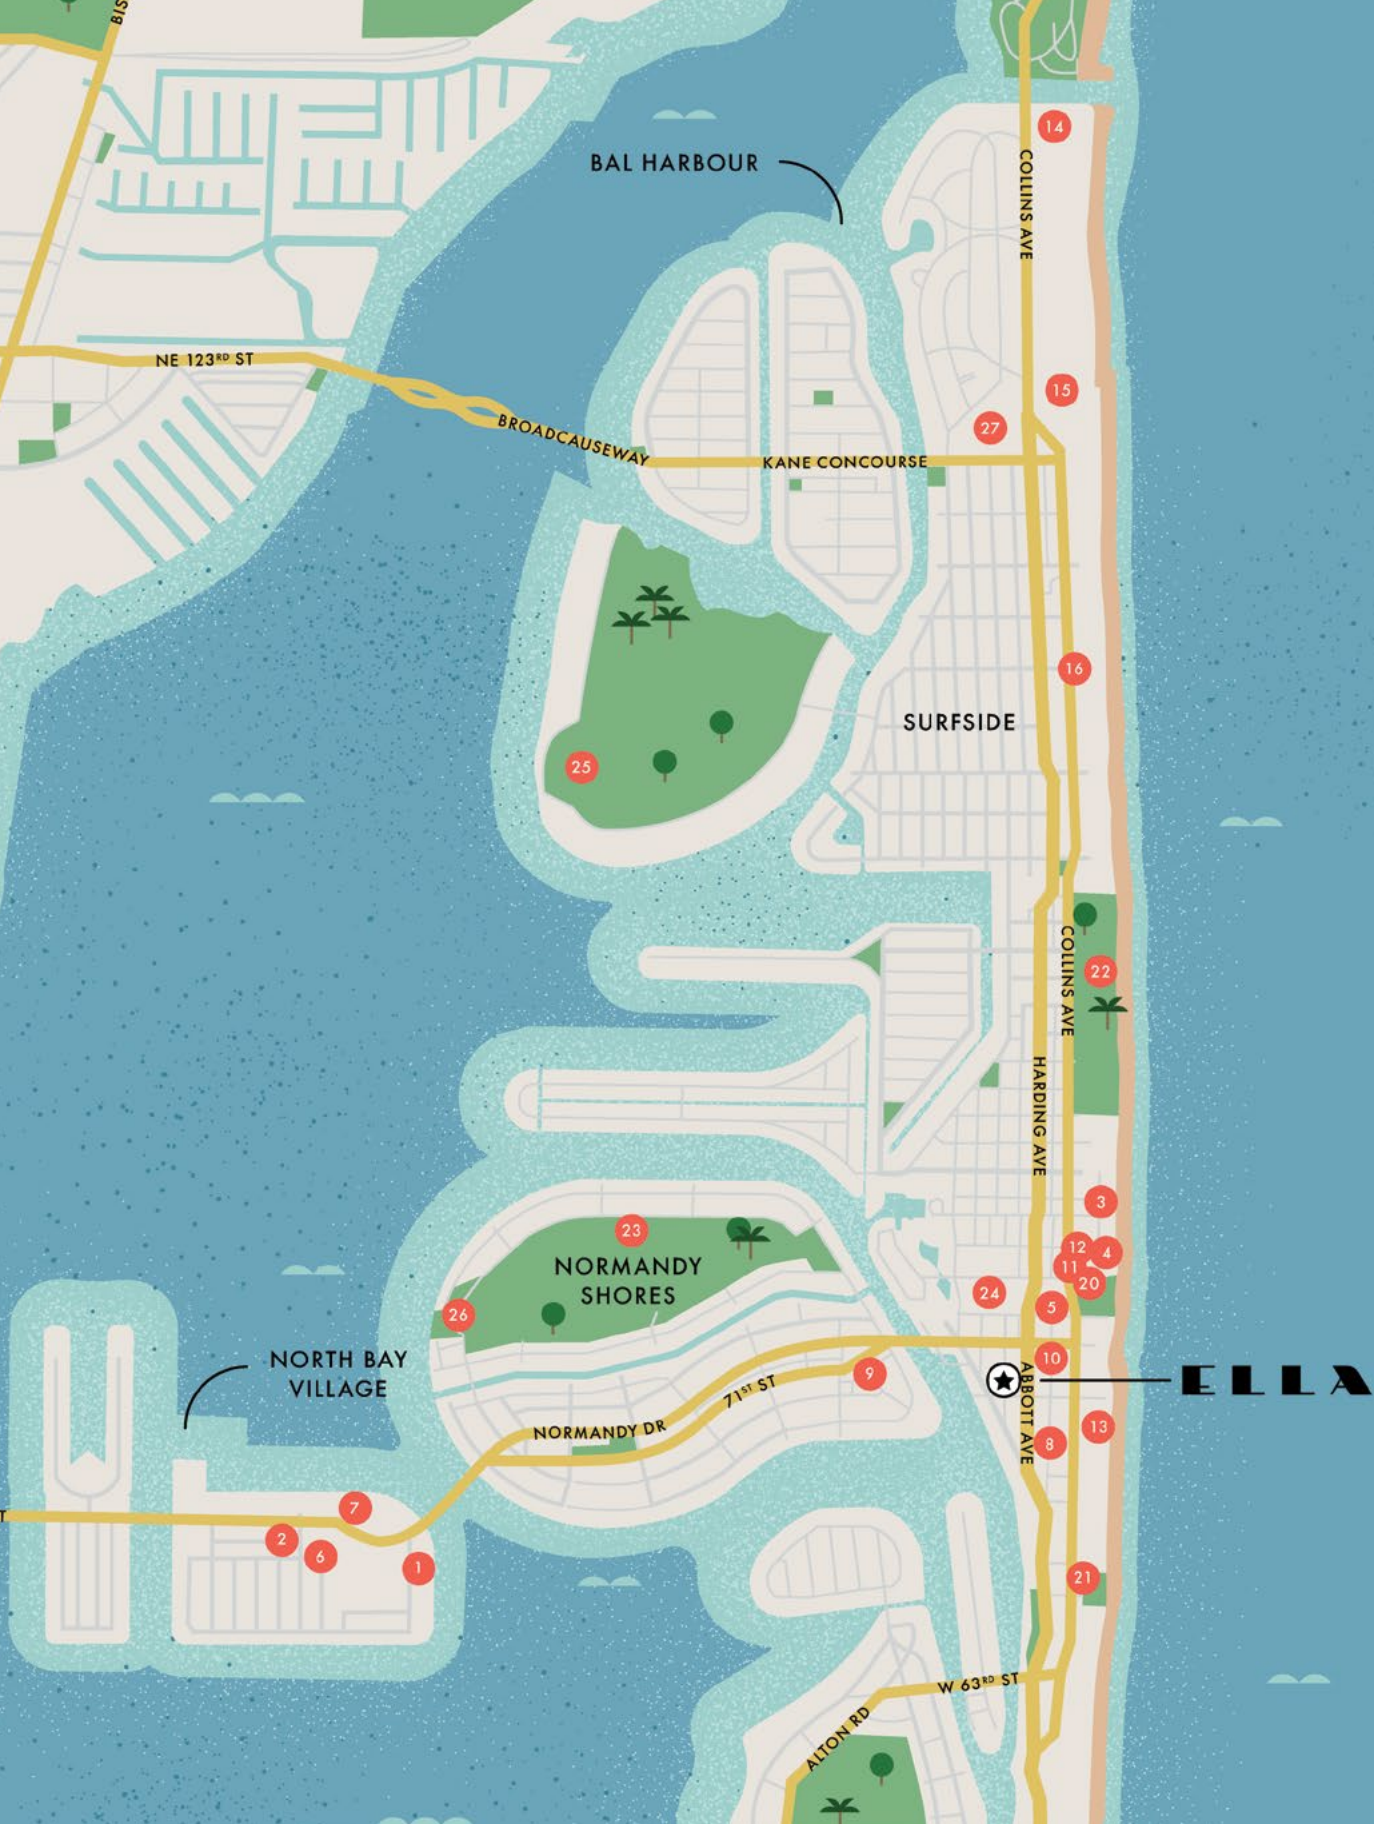 BIS
14
BAL HARBOUR
COLLINS AVE
NE 123RD ST
15
BROADCAUSEWAY
27
KANE CONCOURSE
16
SURFSIDE
25
COLLINS AVE
22
HARDING AVE
3
23
12
4
NORMANDY
SHORES
11
20
24
5
26
NORTH BAY
VILLAGE
10
9
ABBOTT AVE
ELLA
71ST ST
13
NORMANDY DR
8
7
T
2
6
1
21
W 63RD ST
ALTON RD